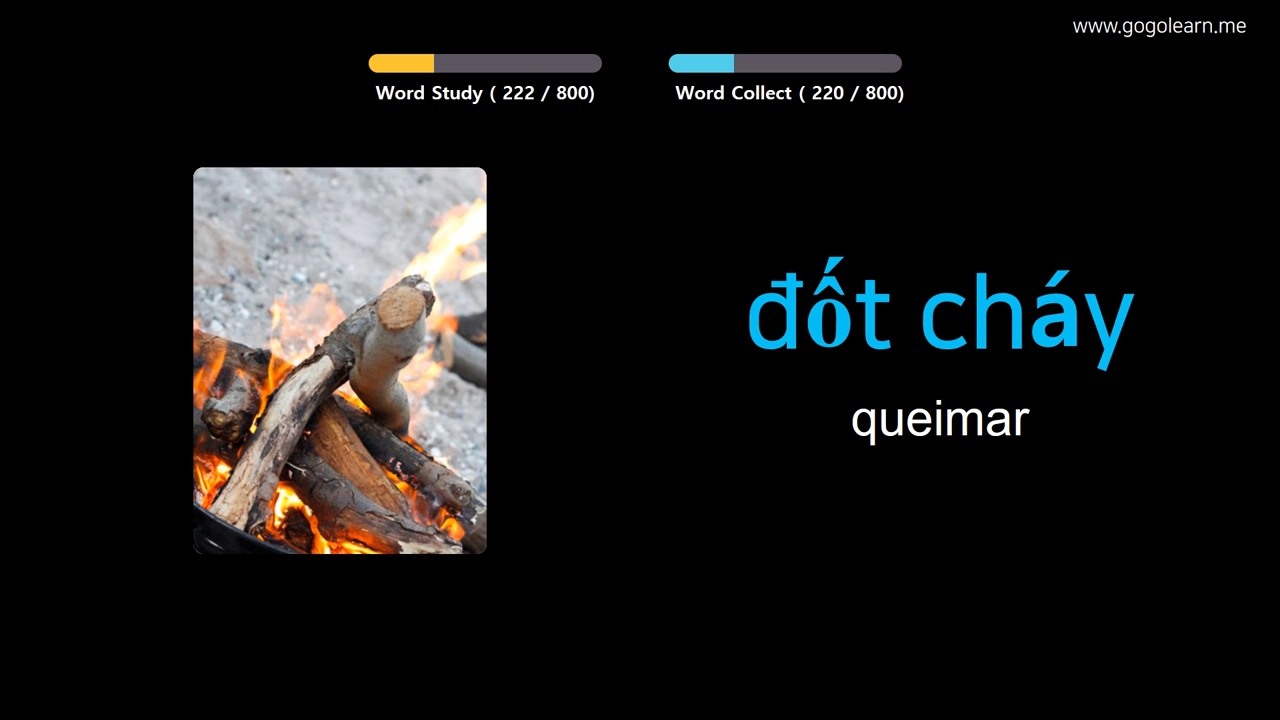 www.gogolearn.me
Word Study ( 222 / 800)
Word Collect ( 220 / 800)
đốt cháy
queimar